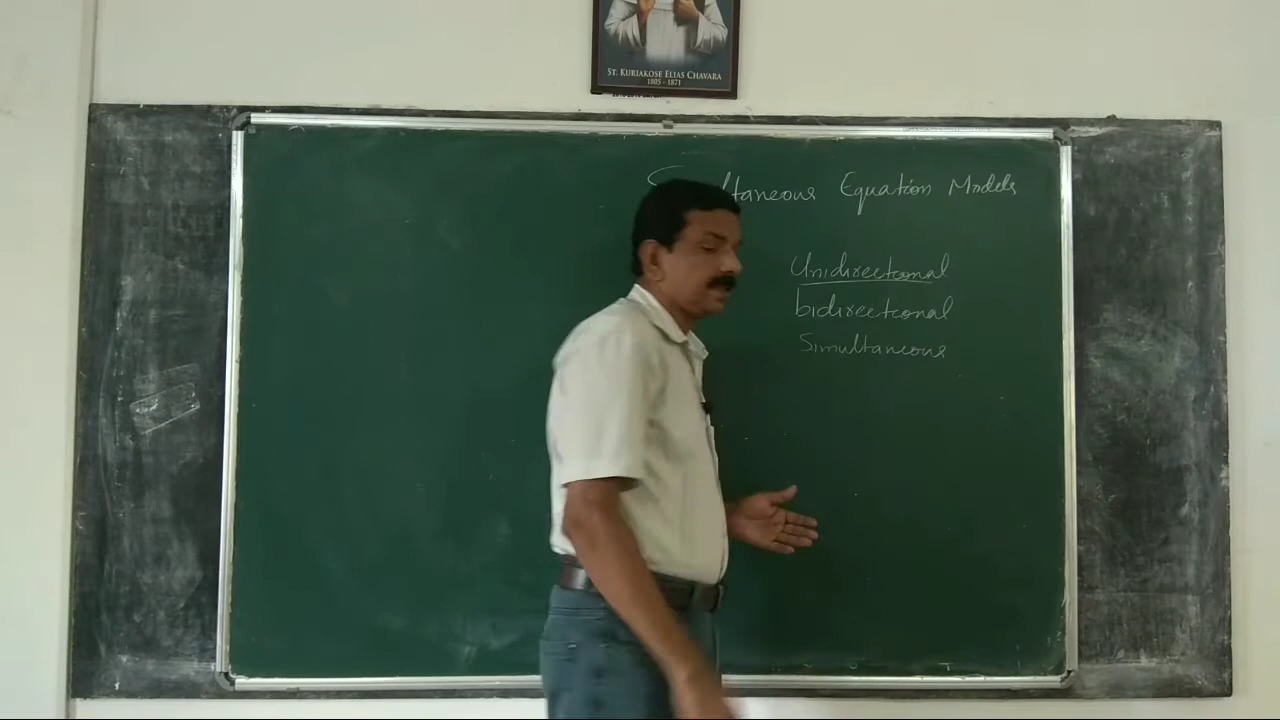 ST. KURIAKOSE ELIAS CHAVARA
1805 - 1871
Equation Models
Unidirectional
bidirectional
Simultaneous